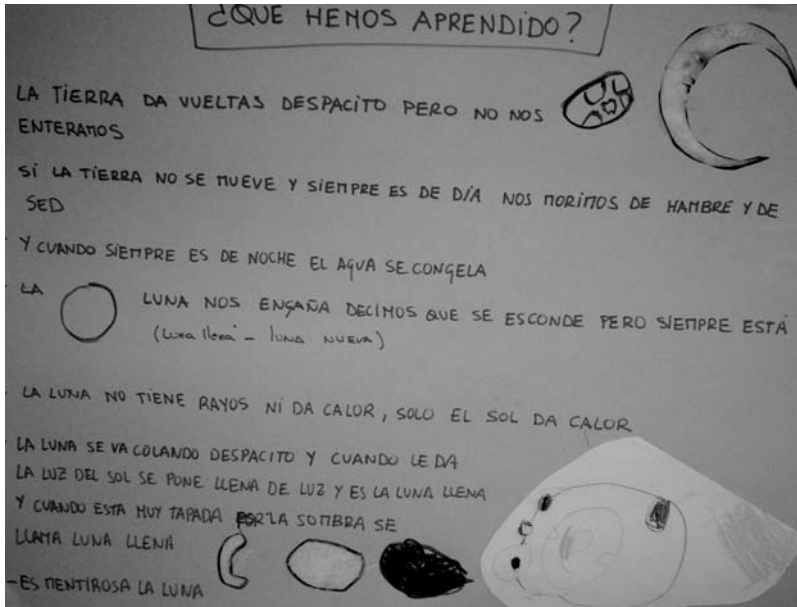 ¿QUE HEMOS APRENDIDO?
LA TIERRA DA VUELTAS DESPACITO PERO NO NOS
ENTERAMOS
SI LA TIERRA NO SE MUEVE Y SIEMPRE ES DE DÍA NOS MORIMOS DE HAMBRE Y DE
SED
Y CUANDO SIEMPRE ES DE NOCHE EL AGUA SE CONGELA
- LA LUNA NOS ENGAÑA DECIMOS QUE SE ESCONDE PERO SIEMPRE ESTÁ
(luna llena - luna nueva)
- LA LUNA NO TIENE RAYOS NI DA CALOR, SOLO EL SOL DA CALOR
- LA LUNA SE VA COLANDO DESPACITO Y CUANDO LE DA
LA LUZ DEL SOL SE PONE LLENA DE LUZ Y ES LA LUNA LLENA
Y CUANDO ESTA MUY TAPADA POR LA SOMBRA SE
LLAMA LUNA LLENA
- ES MENTIROSA LA LUNA